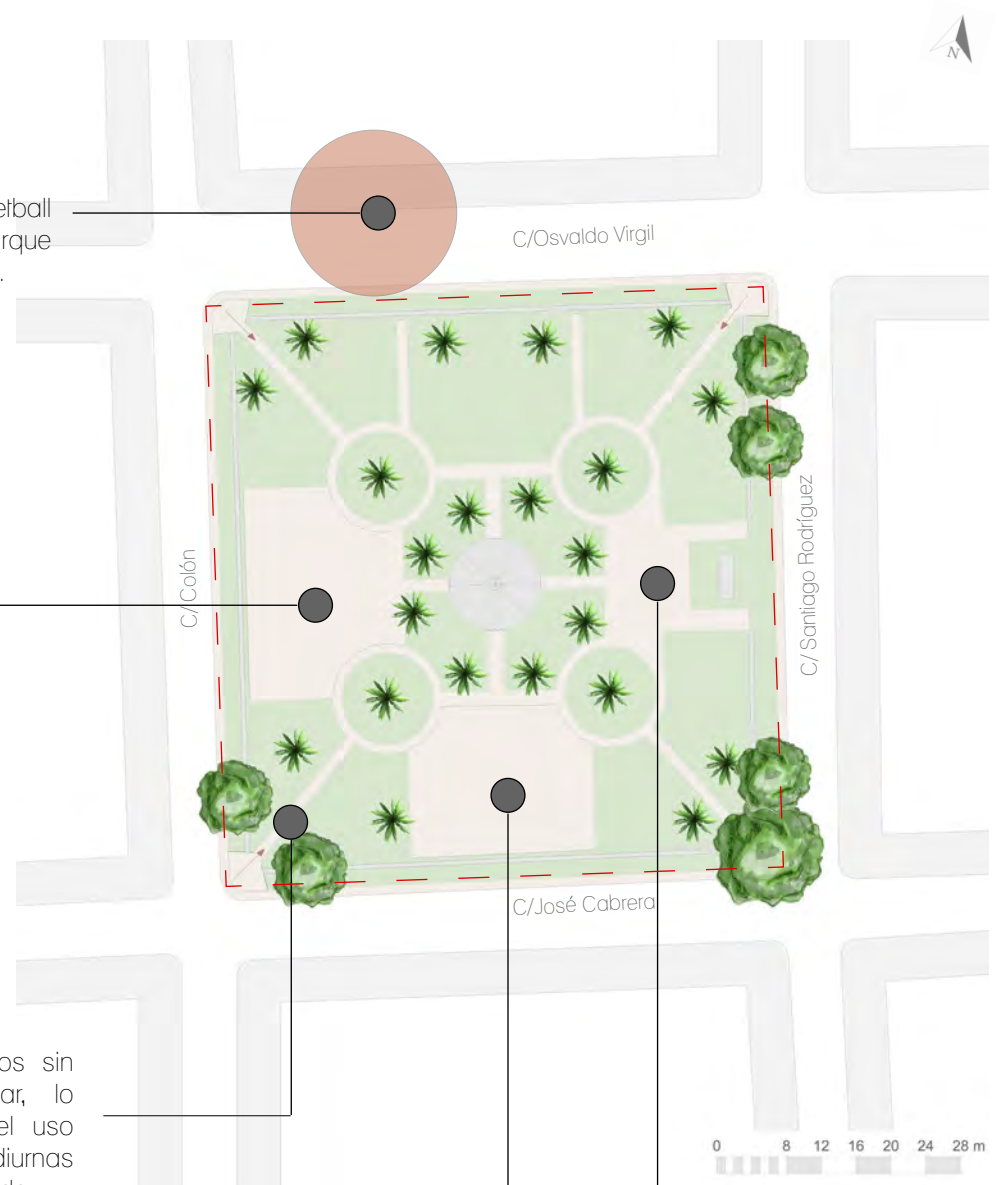 N
etball
rque
.
C/Osvaldo Virgil
C/Colón
C/ Santiago Rodríguez
C/José Cabrera
os sin
ar, lo
el uso
diurnas
0 8 12 16 20 24 28 m